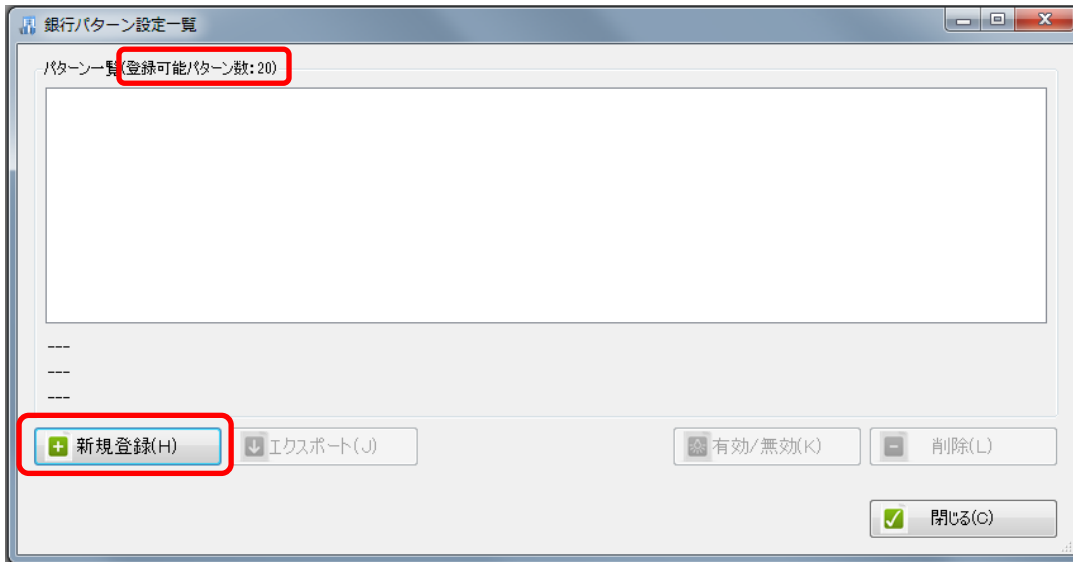 銀行パターン設定一覧
パターン一覧(登録可能パターン数:20)
---
---
---
新規登録(H)
エクスポート(J)
有効/無効(K)
削除(L)
閉じる(C)